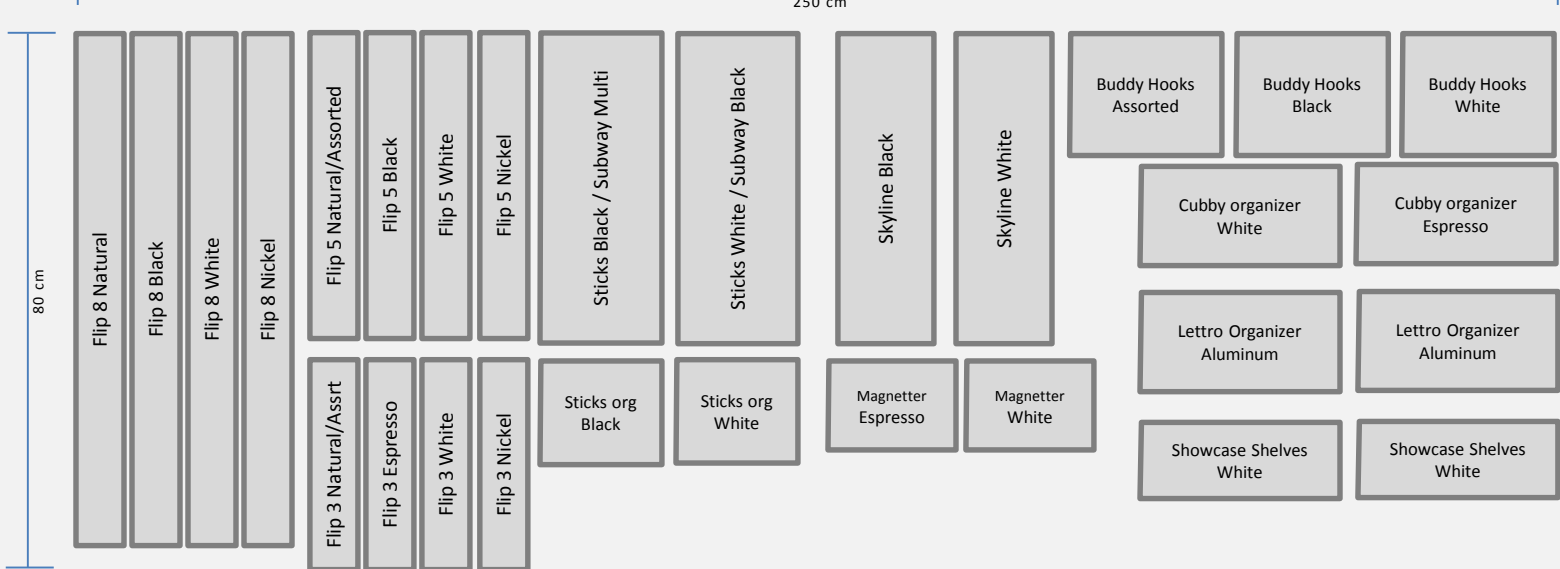 250 cm
80 cm
Flip 8 Natural
Flip 8 Black
Flip 8 White
Flip 8 Nickel
Flip 5 Natural/Assorted
Flip 5 Black
Flip 5 White
Flip 5 Nickel
Sticks Black / Subway Multi
Sticks White / Subway Black
Skyline Black
Skyline White
Buddy Hooks
Assorted
Buddy Hooks
Black
Buddy Hooks
White
Cubby organizer
White
Cubby organizer
Espresso
Lettro Organizer
Aluminum
Lettro Organizer
Aluminum
Flip 3 Natural/Assrt
Flip 3 Espresso
Flip 3 White
Flip 3 Nickel
Sticks org
Black
Sticks org
White
Magnetter
Espresso
Magnetter
White
Showcase Shelves
White
Showcase Shelves
White